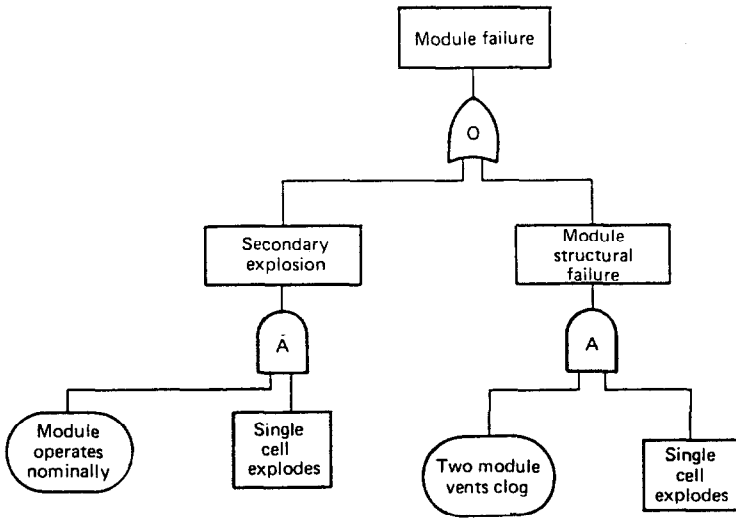 Module failure
O
Secondary
explosion
Module
structural
failure
A
A
Module
operates
nominally
Single
cell
explodes
Two module
vents clog
Single
cell
explodes